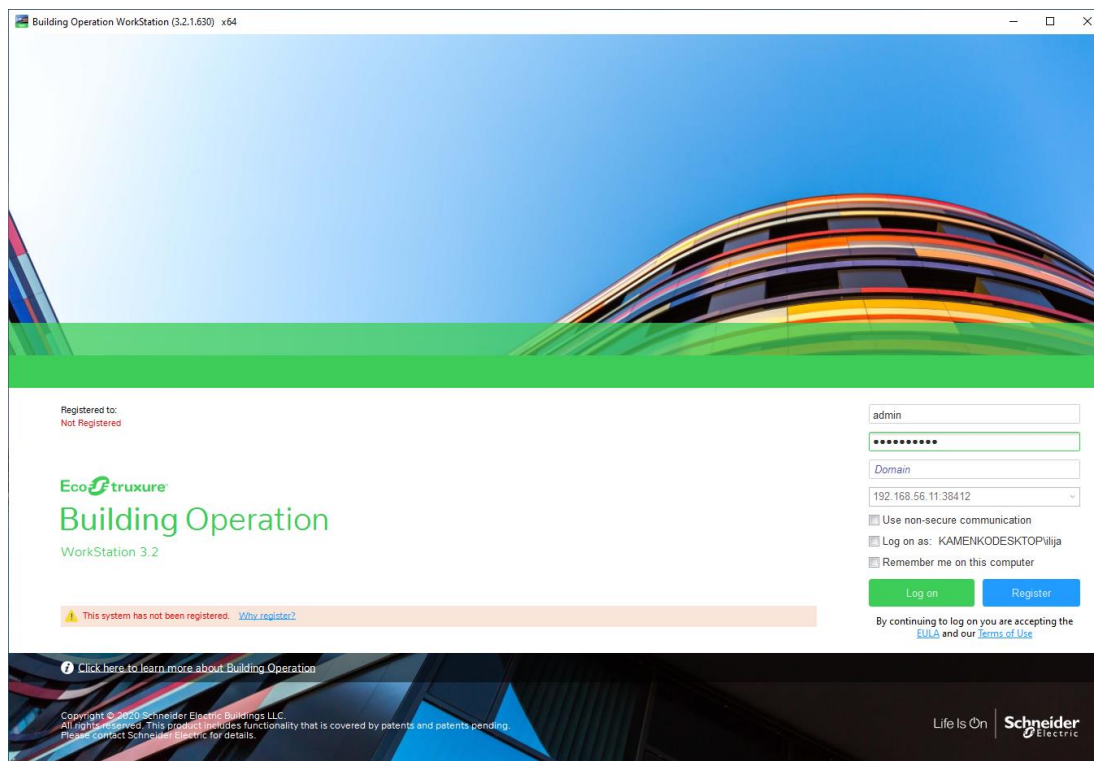 Building Operation WorkStation (3.2.1.630) x64
Registered to:
Not Registered
EcoStruxure
Building Operation
WorkStation 3.2
This system has not been registered. Why register?
admin
••••••••••
Domain
192.168.56.11:38412
Use non-secure communication
Log on as: KAMENKODESKTOP\ilija
Remember me on this computer
Log on
Register
By continuing to log on you are accepting the
EULA and our Terms of Use
Click here to learn more about Building Operation
Copyright © 2020 Schneider Electric Buildings LLC.
All rights reserved. This product includes functionality that is covered by patents and patents pending.
Please contact Schneider Electric for details.
Life Is On
Schneider
Electric